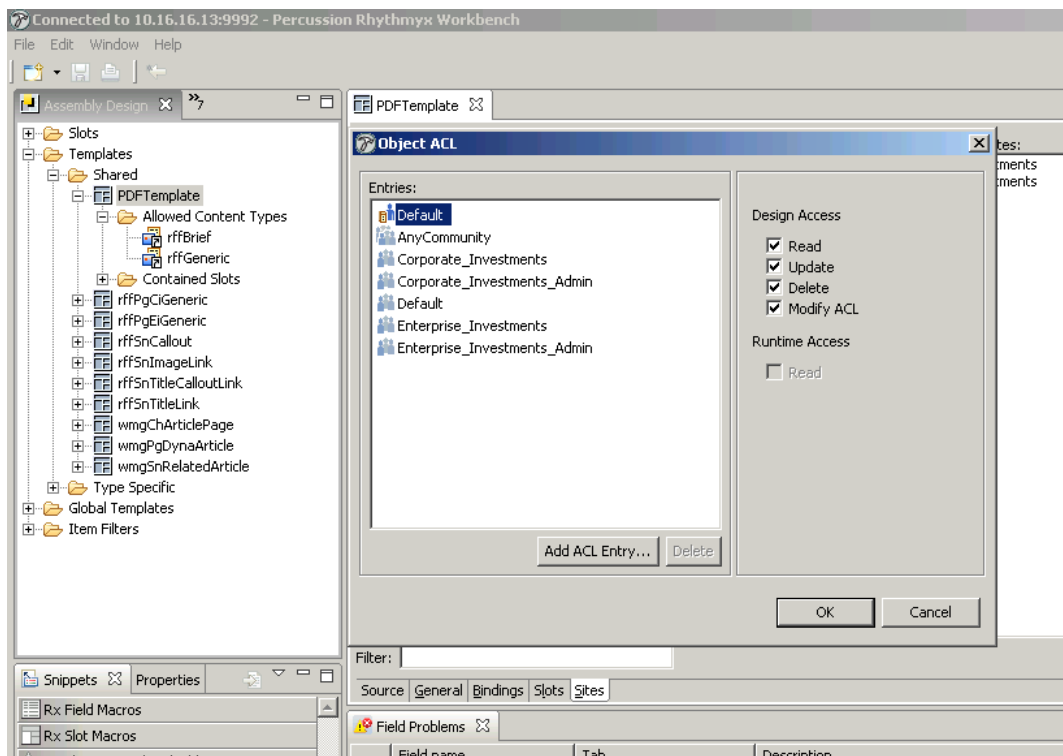 Connected to 10.16.16.13:9992 - Percussion Rhythmyx Workbench
File Edit Window Help
Assembly Design
7
Slots
Templates
Shared
PDFTemplate
Allowed Content Types
rffBrief
rffGeneric
Contained Slots
rffPgCiGeneric
rffPgEiGeneric
rffSnCallout
rffSnImageLink
rffSnTitleCalloutLink
rffSnTitleLink
wmgChArticlePage
wmgPgDynaArticle
wmgSnRelatedArticle
Type Specific
Global Templates
Item Filters
Snippets Properties
Rx Field Macros
Rx Slot Macros
PDFTemplate
tes:
tments
tments
Object ACL
Entries:
Default
AnyCommunity
Corporate_Investments
Corporate_Investments_Admin
Default
Enterprise_Investments
Enterprise_Investments_Admin
Add ACL Entry... Delete
Design Access
Read
Update
Delete
Modify ACL
Runtime Access
Read
OK Cancel
Filter:
Source General Bindings Slots Sites
Field Problems
Field name Tab Description